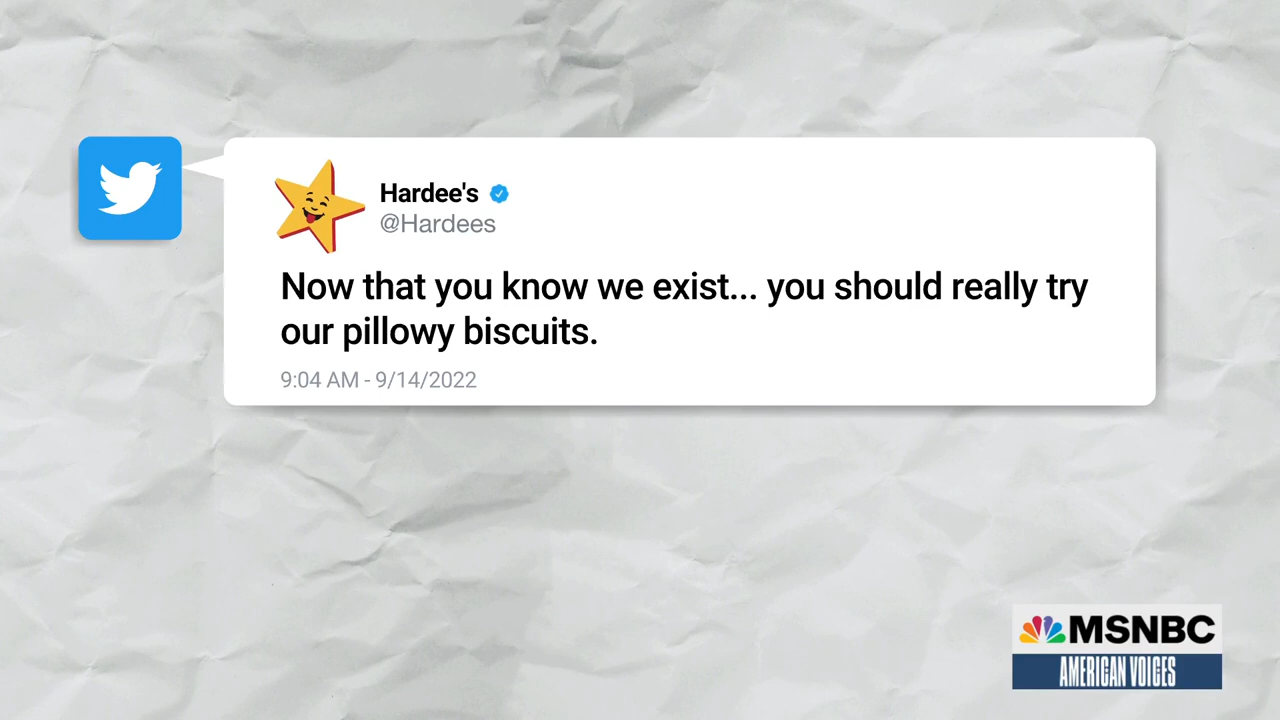 Hardee's
@Hardees
Now that you know we exist... you should really try
our pillowy biscuits.
9:04 AM - 9/14/2022
MSNBC
AMERICAN VOICES